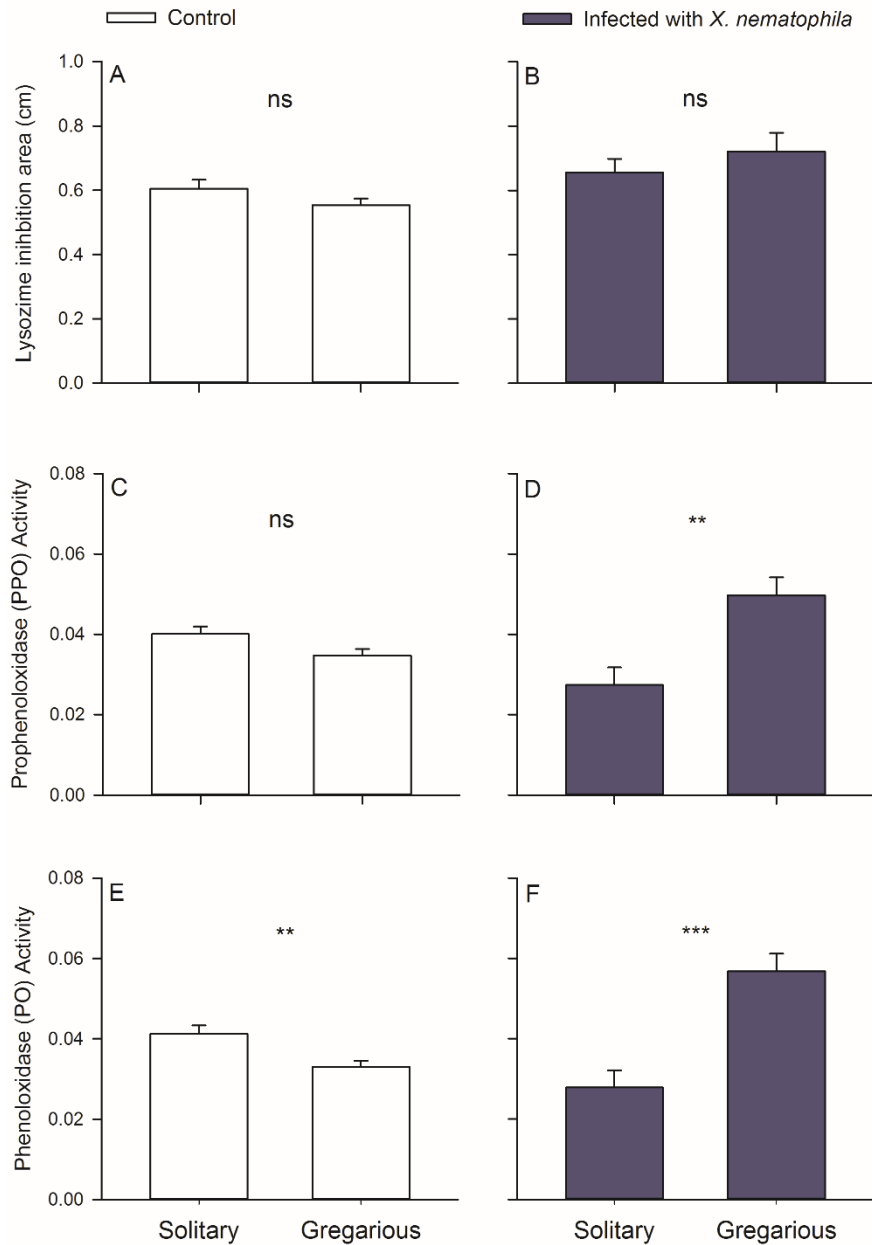 Control
Infected with X. nematophila
A
ns
B
ns
Lysozime inihbition area (cm)
1.0
0.8
0.6
0.4
0.2
0.0
C
ns
D
**
Prophenoloxidase (PPO) Activity
0.08
0.06
0.04
0.02
0.00
E
**
F
***
Phenoloxidase (PO) Activity
0.08
0.06
0.04
0.02
0.00
Solitary
Gregarious
Solitary
Gregarious